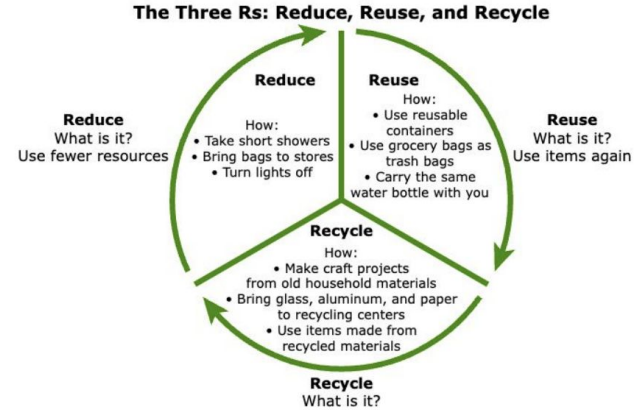 The Three Rs: Reduce, Reuse, and Recycle
Reduce
What is it?
Use fewer resources
Reduce
How:
• Take short showers
• Bring bags to stores
• Turn lights off
Reuse
How:
• Use reusable
containers
• Use grocery bags as
trash bags
• Carry the same
water bottle with you
Reuse
What is it?
Use items again
Recycle
How:
• Make craft projects
from old household materials
• Bring glass, aluminum, and paper
to recycling centers
• Use items made from
recycled materials
Recycle
What is it?